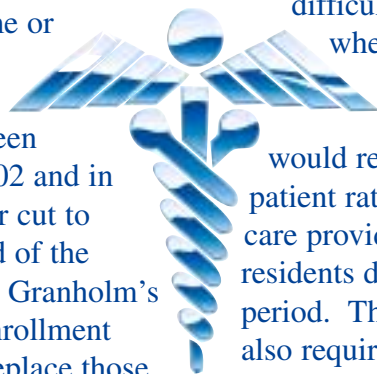 ne or
een
02 and in
r cut to
d of the
Granholm's
nrollment
eplace those
difficul
whe
would re
patient rat
care provid
residents d
period. Th
also requir